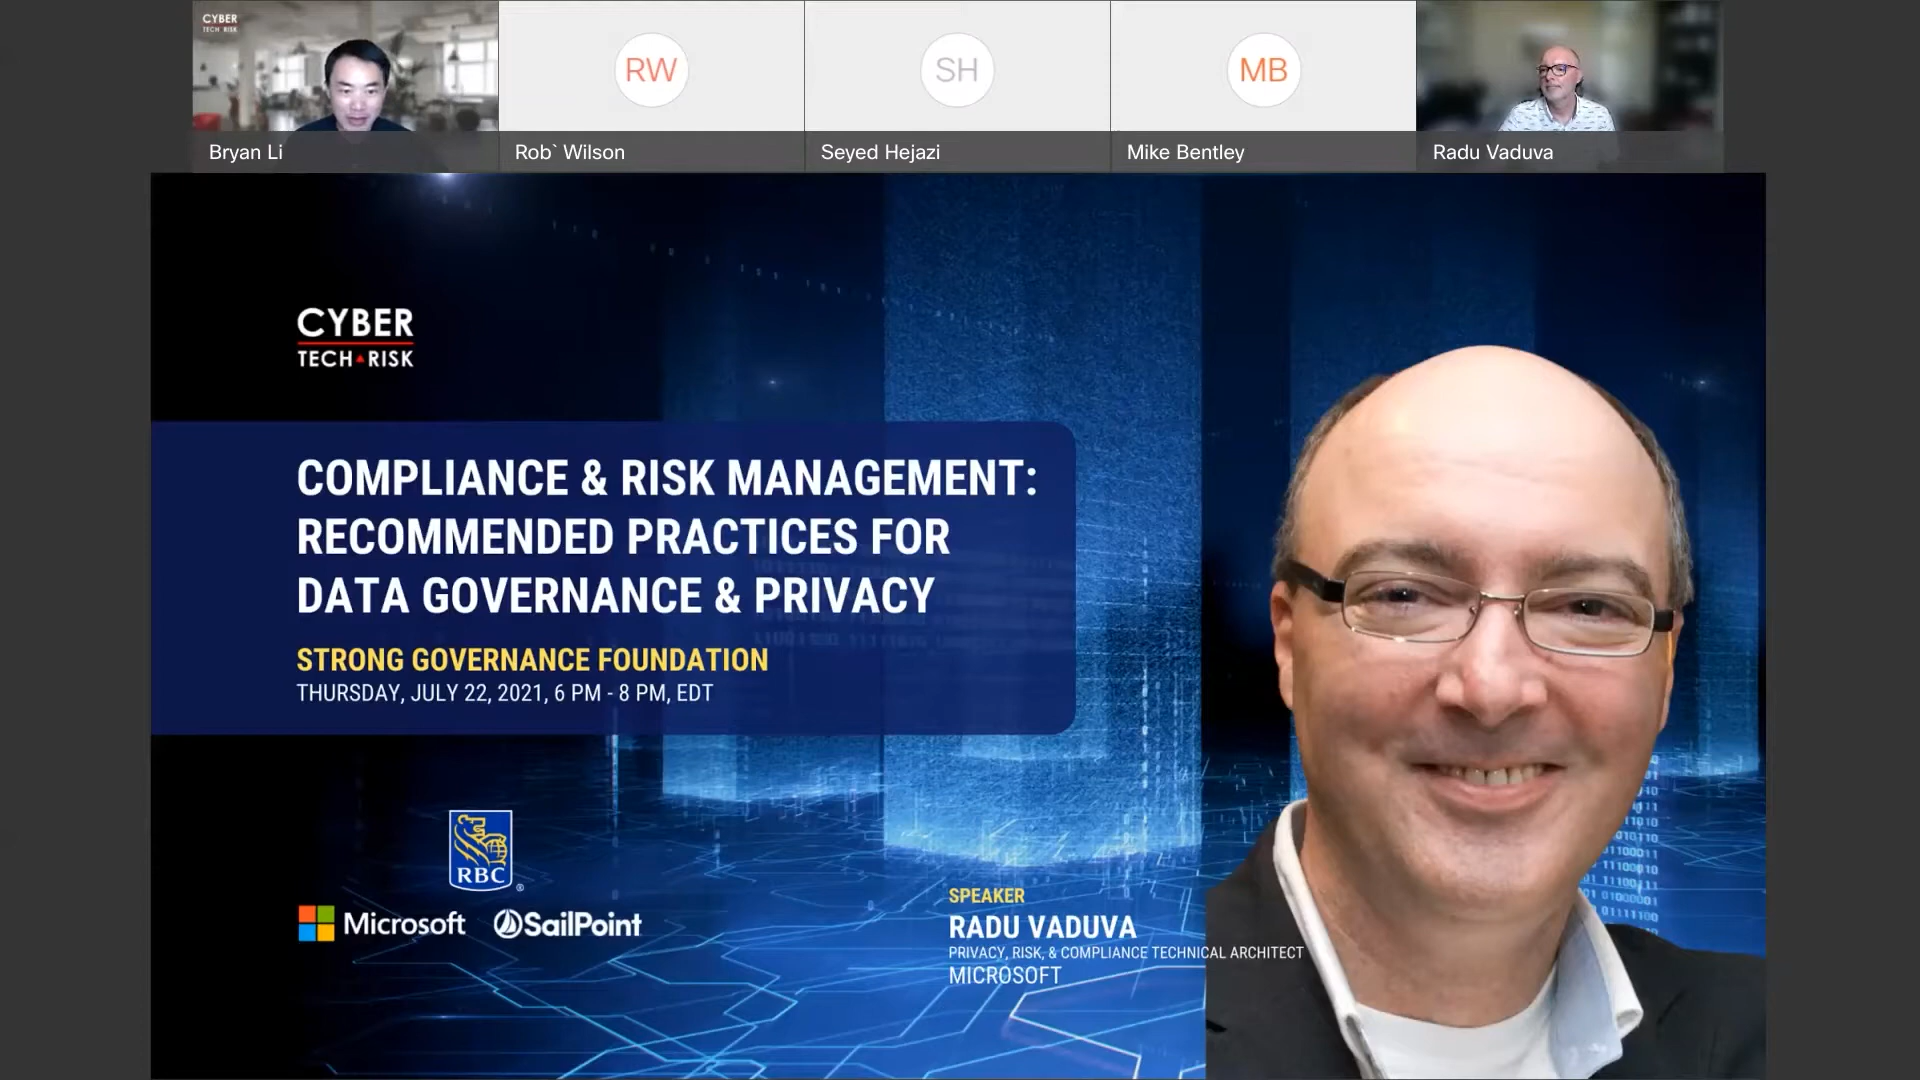 CYBER
TECH RISK
RW
SH
MB
Bryan Li
Rob` Wilson
Seyed Hejazi
Mike Bentley
Radu Vaduva
CYBER
TECH RISK
COMPLIANCE & RISK MANAGEMENT:
RECOMMENDED PRACTICES FOR
DATA GOVERNANCE & PRIVACY
STRONG GOVERNANCE FOUNDATION
THURSDAY, JULY 22, 2021, 6 PM - 8 PM, EDT
RBC®
Microsoft
SailPoint
SPEAKER
RADU VADUVA
PRIVACY, RISK, & COMPLIANCE TECHNICAL ARCHITECT
MICROSOFT